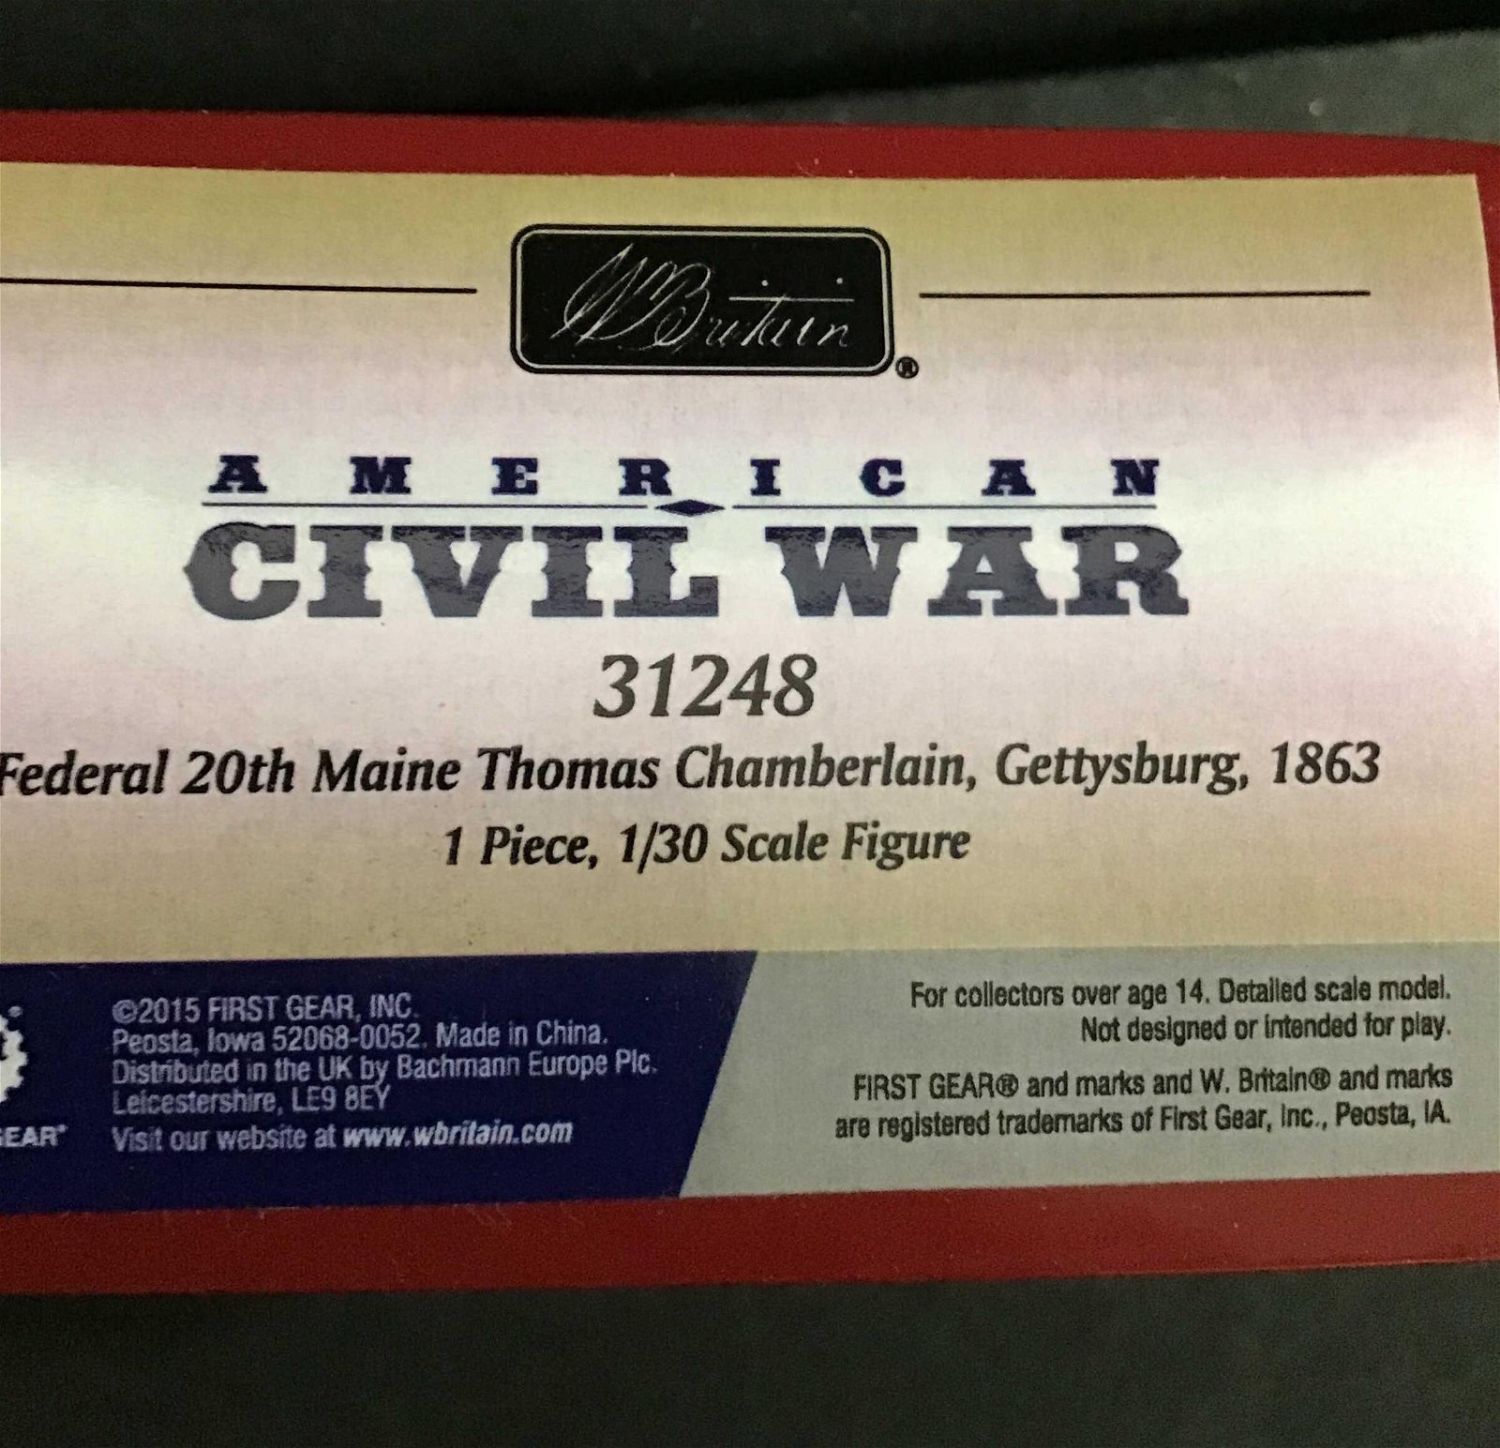 W Britain ®
AMERICAN
CIVIL WAR
31248
Federal 20th Maine Thomas Chamberlain, Gettysburg, 1863
1 Piece, 1/30 Scale Figure
©2015 FIRST GEAR, INC.
Peosta, Iowa 52068-0052. Made in China.
Distributed in the UK by Bachmann Europe Plc.
Leicestershire, LE9 8EY
Visit our website at www.wbritain.com
EAR®
For collectors over age 14. Detailed scale model.
Not designed or intended for play.
FIRST GEAR® and marks and W. Britain® and marks
are registered trademarks of First Gear, Inc., Peosta, IA.